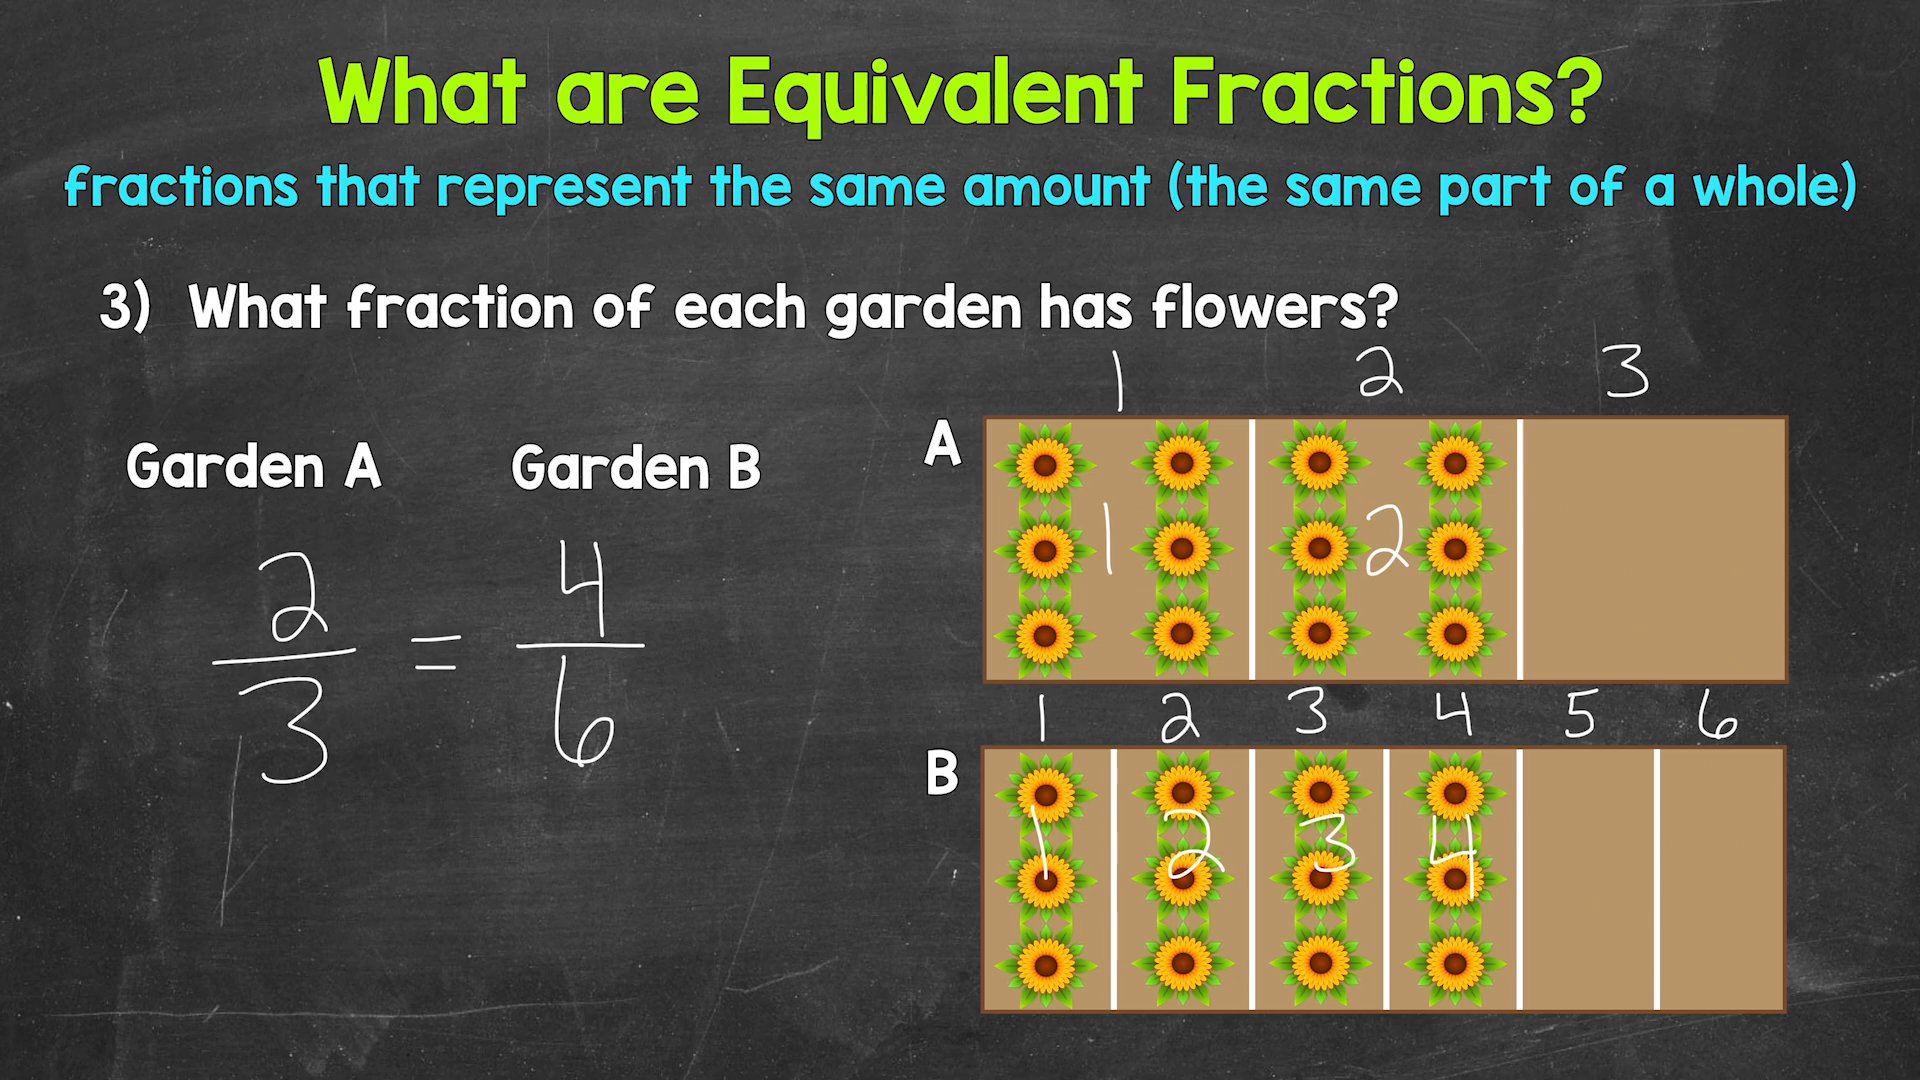 What are Equivalent Fractions?
fractions that represent the same amount (the same part of a whole)
3) What fraction of each garden has flowers?
Garden A Garden B
2/3 = 4/6
1 2 3
A
1 2
1 2 3 4 5 6
B
1 2 3 4